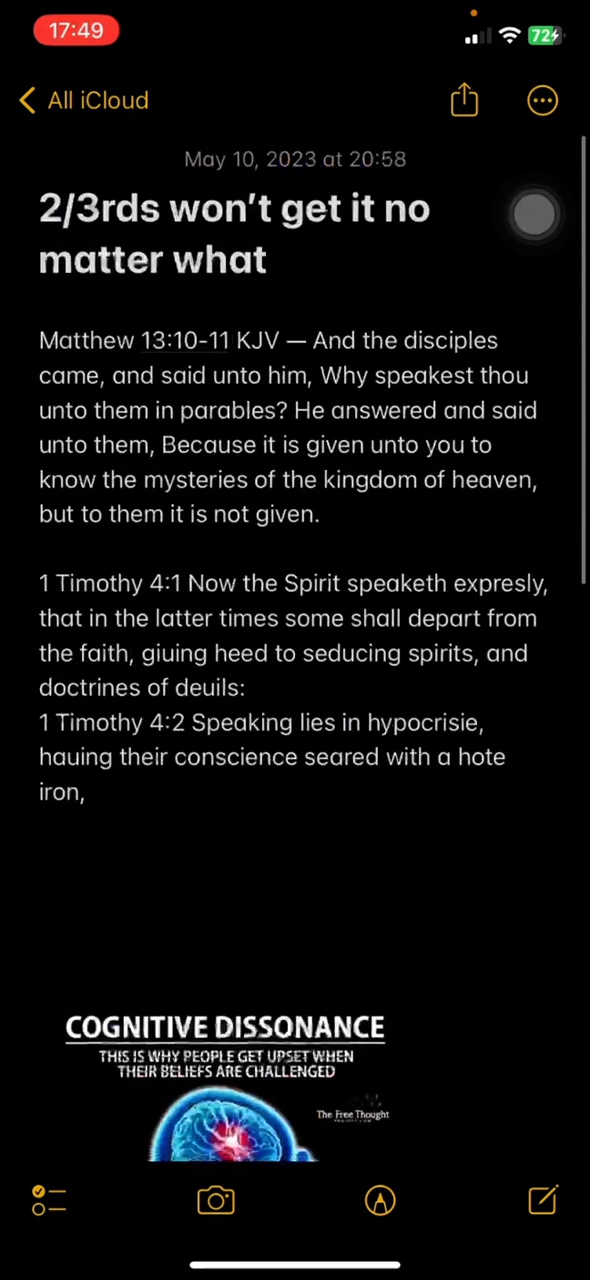 17:49
72
All iCloud
May 10, 2023 at 20:58
2/3rds won't get it no
matter what
Matthew 13:10-11 KJV — And the disciples
came, and said unto him, Why speakest thou
unto them in parables? He answered and said
unto them, Because it is given unto you to
know the mysteries of the kingdom of heaven,
but to them it is not given.
1 Timothy 4:1 Now the Spirit speaketh expresly,
that in the latter times some shall depart from
the faith, giuing heed to seducing spirits, and
doctrines of deuils:
1 Timothy 4:2 Speaking lies in hypocrisie,
hauing their conscience seared with a hote
iron,
COGNITIVE DISSONANCE
THIS IS WHY PEOPLE GET UPSET WHEN
THEIR BELIEFS ARE CHALLENGED
The Free Thought